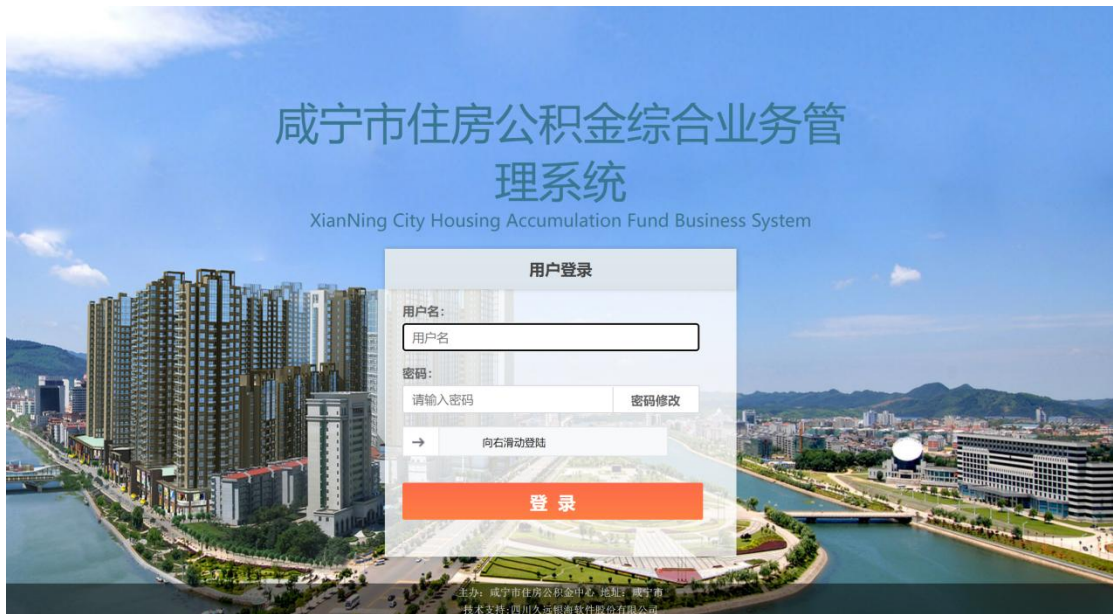 咸宁市住房公积金综合业务管
理系统
XianNing City Housing Accumulation Fund Business System
用户登录
用户名：
用户名
密码：
请输入密码 密码修改
→ 向右滑动登陆
登 录
主办：咸宁市住房公积金中心 地址：咸宁市
技术支持:四川久远银海软件股份有限公司